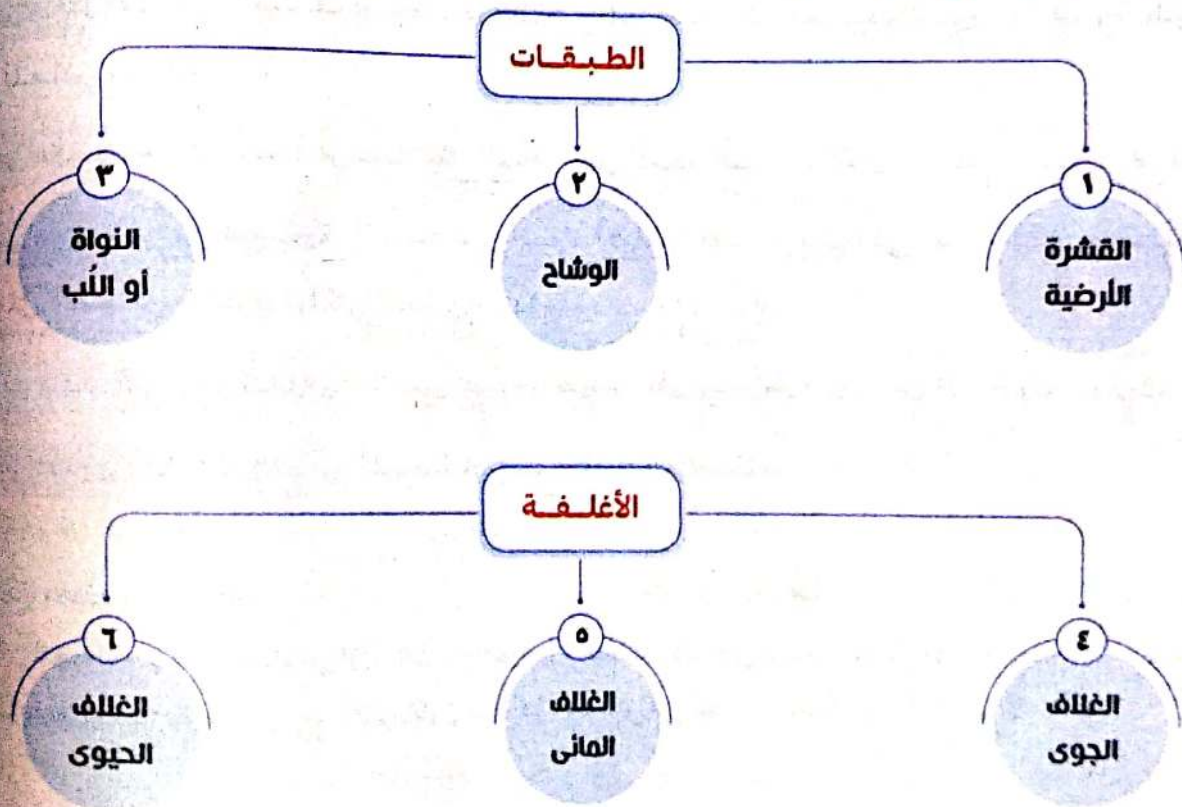 الطبقات
١
القشرة
الأرضية
٢
الوشاح
٣
النواة
أو اللُب
الأغلفة
٤
الغلاف
الجوى
٥
الغلاف
المائى
٦
الغلاف
الحيوى